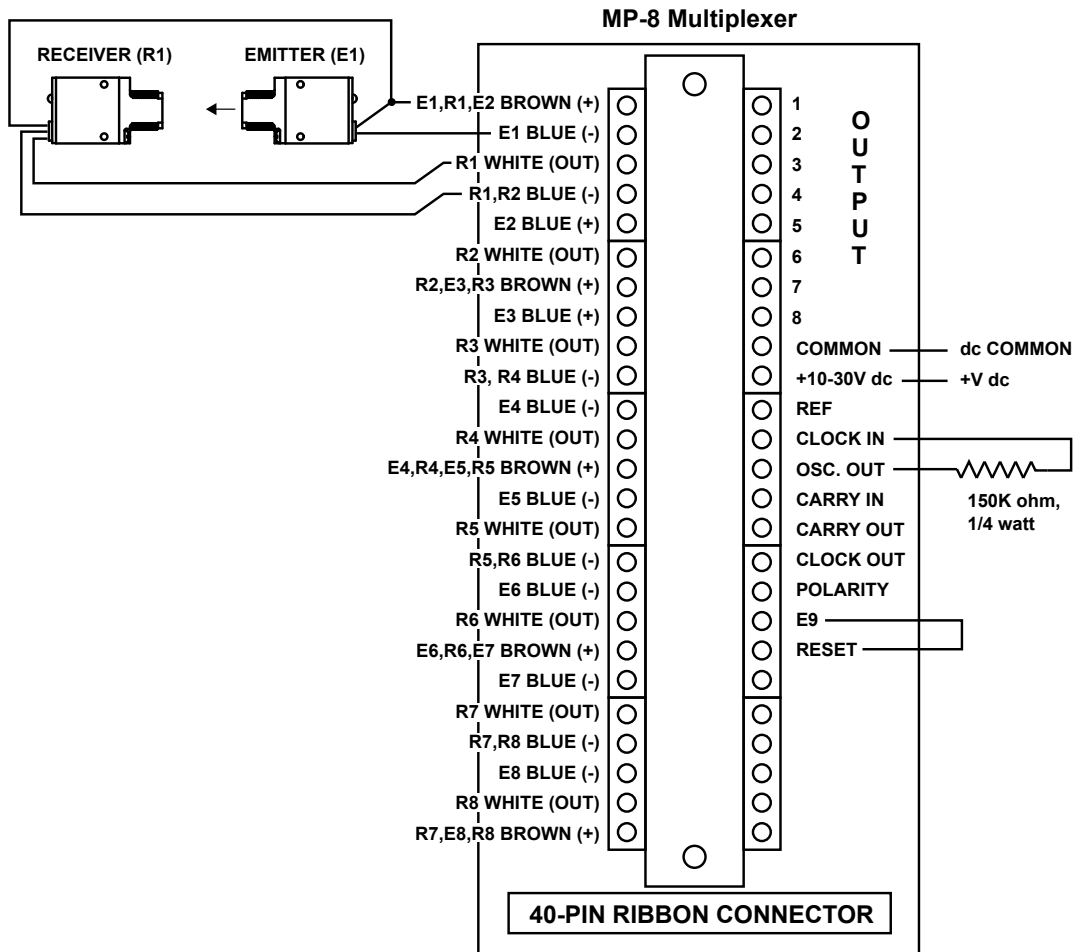 MP-8 Multiplexer
RECEIVER (R1)
EMITTER (E1)
E1,R1,E2 BROWN (+)
E1 BLUE (-)
R1 WHITE (OUT)
R1,R2 BLUE (-)
E2 BLUE (+)
R2 WHITE (OUT)
R2,E3,R3 BROWN (+)
E3 BLUE (+)
R3 WHITE (OUT)
R3, R4 BLUE (-)
E4 BLUE (-)
R4 WHITE (OUT)
E4,R4,E5,R5 BROWN (+)
E5 BLUE (-)
R5 WHITE (OUT)
R5,R6 BLUE (-)
E6 BLUE (-)
R6 WHITE (OUT)
E6,R6,E7 BROWN (+)
E7 BLUE (-)
R7 WHITE (OUT)
R7,R8 BLUE (-)
E8 BLUE (-)
R8 WHITE (OUT)
R7,E8,R8 BROWN (+)
1
2
3
4
5
6
7
8
OUTPUT
COMMON
dc COMMON
+10-30V dc
+V dc
REF
CLOCK IN
OSC. OUT
CARRY IN
CARRY OUT
CLOCK OUT
POLARITY
E9
RESET
150K ohm,
1/4 watt
40-PIN RIBBON CONNECTOR